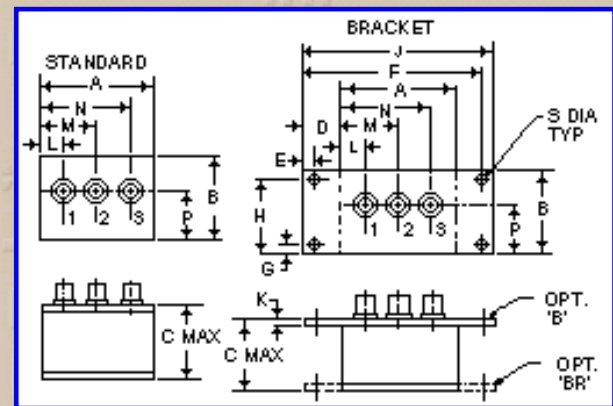 STANDARD
A
N
M
L
B
P
1 2 3
C MAX
BRACKET
J
F
A
N
D M
E L
S DIA
TYP
H
B
P
G
1 2 3
K
C MAX
OPT.
'B'
OPT.
'BR'